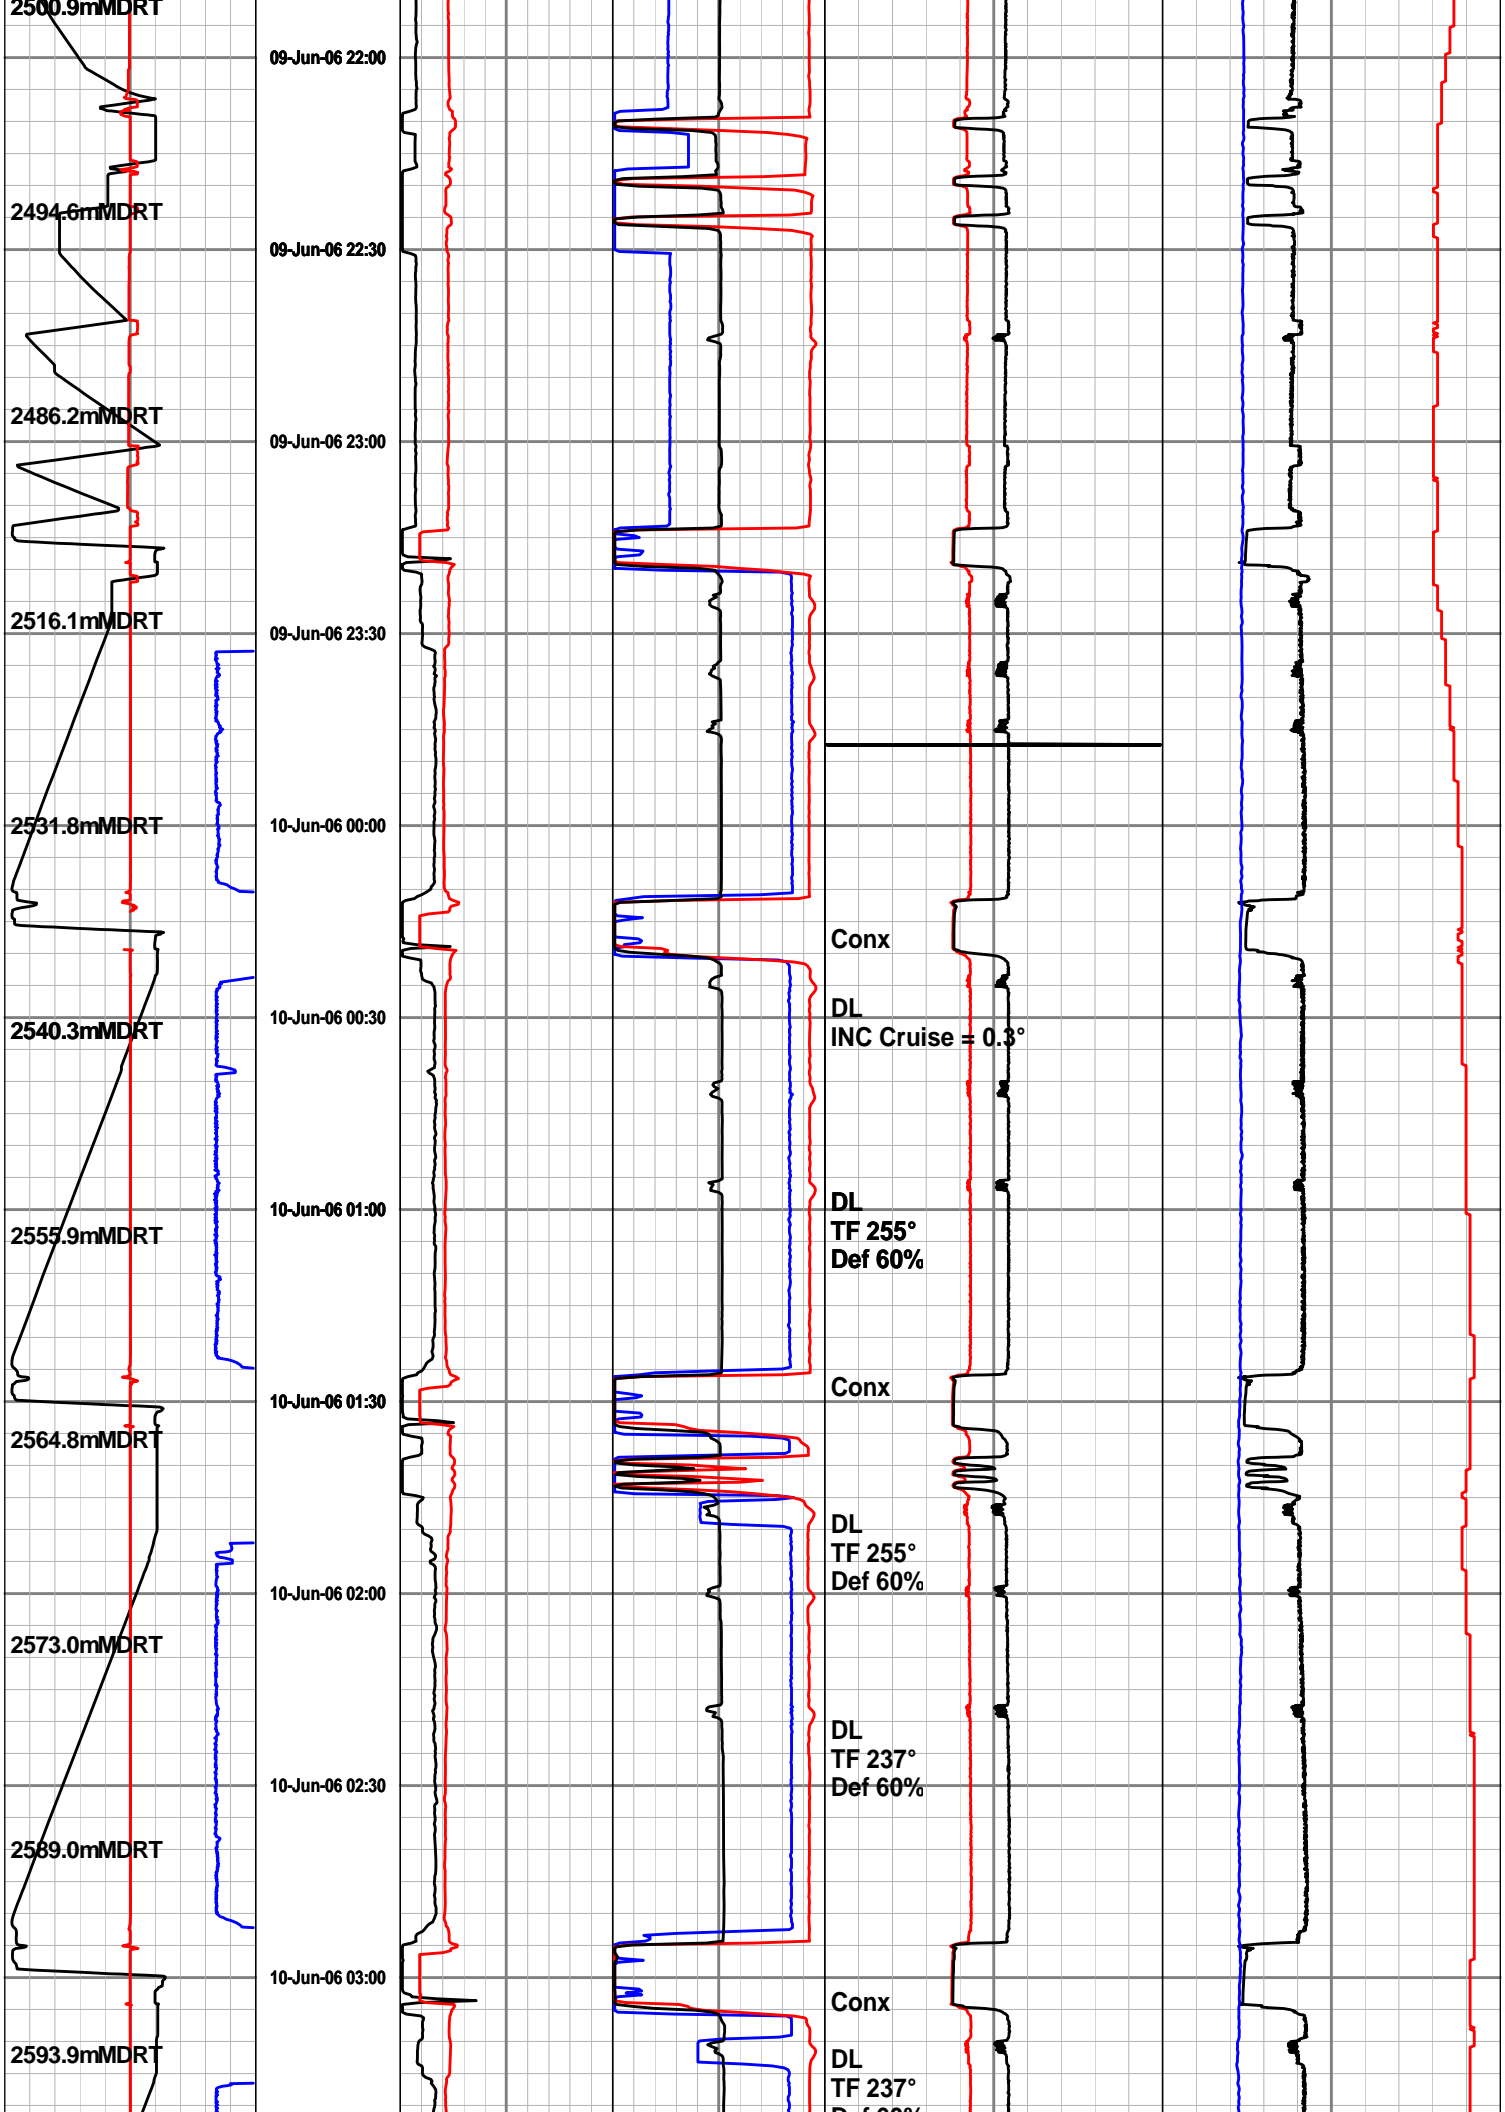 2500.9mMDRT
09-Jun-06 22:00
2494.6mMDRT
09-Jun-06 22:30
2486.2mMDRT
09-Jun-06 23:00
2516.1mMDRT
09-Jun-06 23:30
2531.8mMDRT
10-Jun-06 00:00
Conx
DL
10-Jun-06 00:30
2540.3mMDRT
INC Cruise = 0.3°
DL
10-Jun-06 01:00
TF 255°
2555.9mMDRT
Def 60%
Conx
10-Jun-06 01:30
2564.8mMDRT
DL
TF 255°
Def 60%
10-Jun-06 02:00
2573.0mMDRT
DL
TF 237°
Def 60%
10-Jun-06 02:30
2589.0mMDRT
10-Jun-06 03:00
Conx
2593.9mMDRT
DL
TF 237°